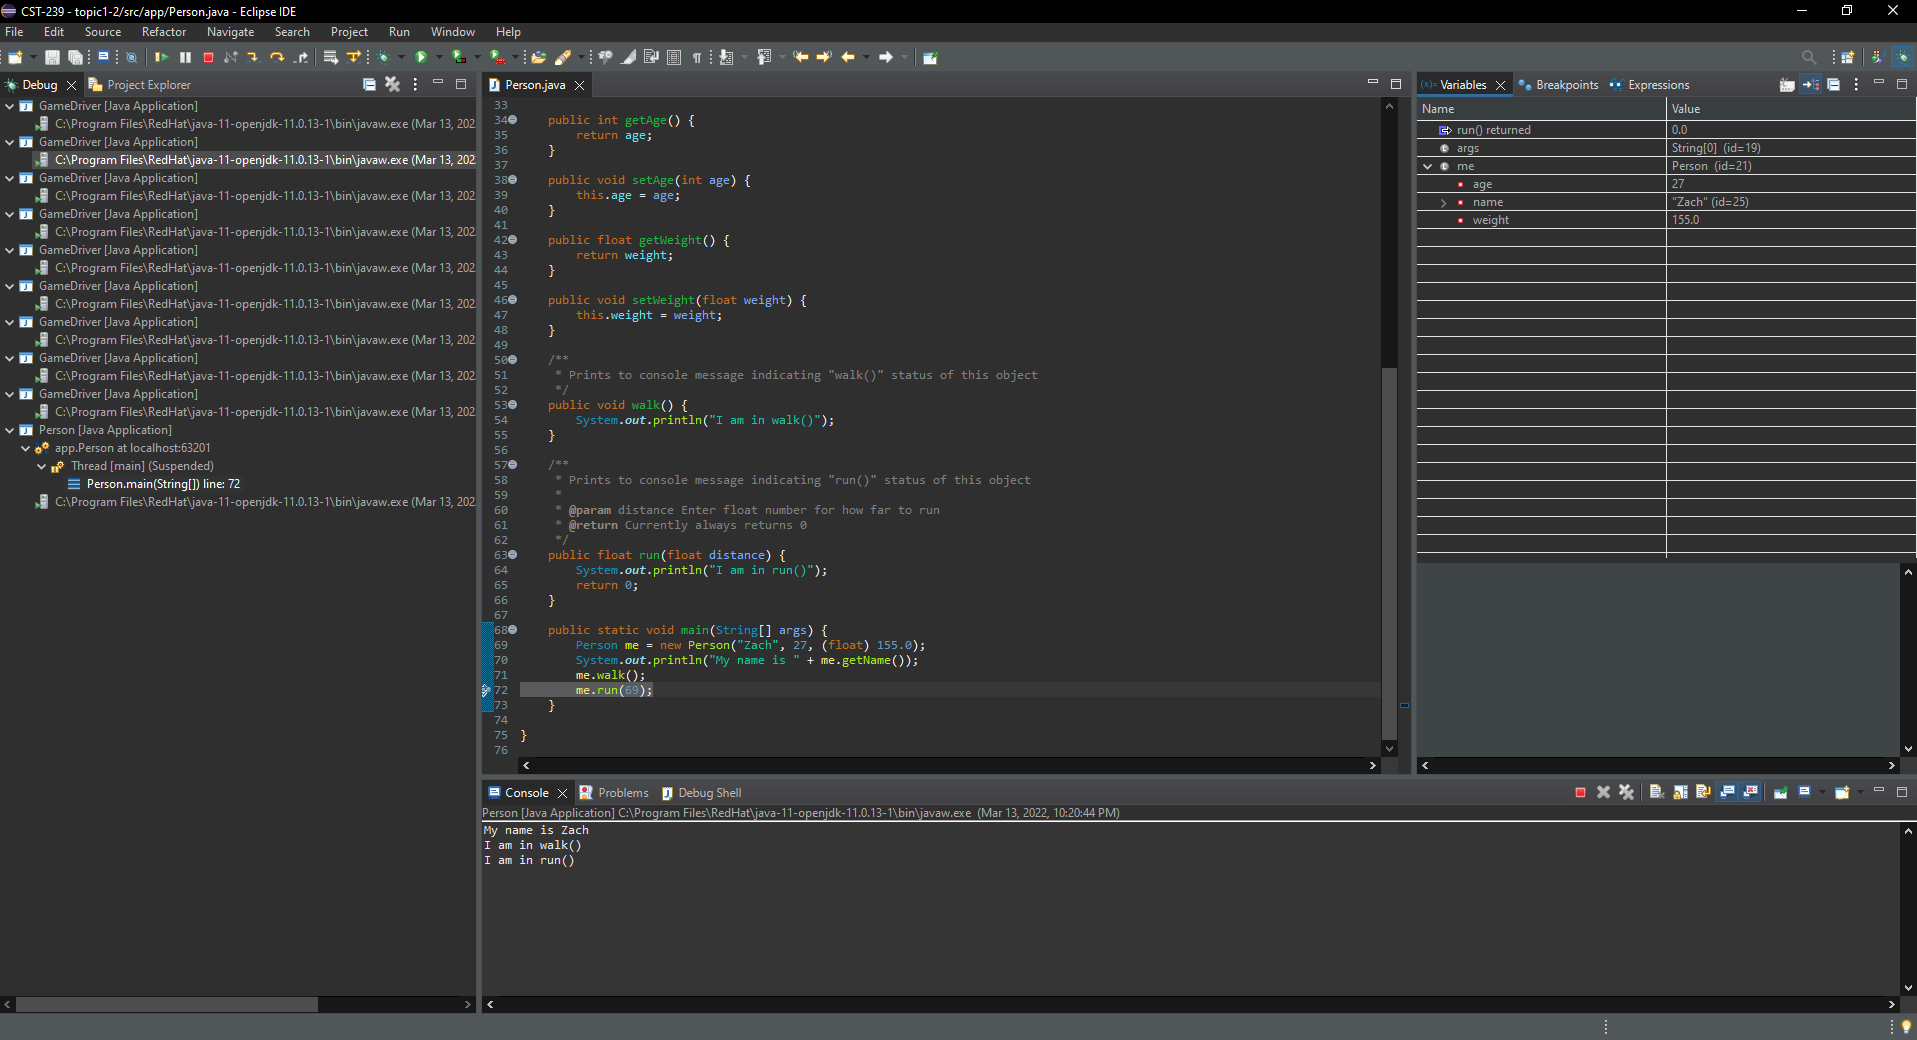 CST-239 - topic1-2/src/app/Person.java - Eclipse IDE
File Edit Source Refactor Navigate Search Project Run Window Help
Debug Project Explorer
GameDriver [Java Application]
C:\Program Files\RedHat\java-11-openjdk-11.0.13-1\bin\javaw.exe (Mar 13, 202
GameDriver [Java Application]
C:\Program Files\RedHat\java-11-openjdk-11.0.13-1\bin\javaw.exe (Mar 13, 202
GameDriver [Java Application]
C:\Program Files\RedHat\java-11-openjdk-11.0.13-1\bin\javaw.exe (Mar 13, 202
GameDriver [Java Application]
C:\Program Files\RedHat\java-11-openjdk-11.0.13-1\bin\javaw.exe (Mar 13, 202
GameDriver [Java Application]
C:\Program Files\RedHat\java-11-openjdk-11.0.13-1\bin\javaw.exe (Mar 13, 202
GameDriver [Java Application]
C:\Program Files\RedHat\java-11-openjdk-11.0.13-1\bin\javaw.exe (Mar 13, 202
GameDriver [Java Application]
C:\Program Files\RedHat\java-11-openjdk-11.0.13-1\bin\javaw.exe (Mar 13, 202
GameDriver [Java Application]
C:\Program Files\RedHat\java-11-openjdk-11.0.13-1\bin\javaw.exe (Mar 13, 202
GameDriver [Java Application]
C:\Program Files\RedHat\java-11-openjdk-11.0.13-1\bin\javaw.exe (Mar 13, 202
Person [Java Application]
app.Person at localhost:63201
Thread [main] (Suspended)
Person.main(String[]) line: 72
C:\Program Files\RedHat\java-11-openjdk-11.0.13-1\bin\javaw.exe (Mar 13, 202
Person.java
33
34 public int getAge() {
35 return age;
36 }
37
38 public void setAge(int age) {
39 this.age = age;
40 }
41
42 public float getWeight() {
43 return weight;
44 }
45
46 public void setWeight(float weight) {
47 this.weight = weight;
48 }
49
50 /**
51 * Prints to console message indicating "walk()" status of this object
52 */
53 public void walk() {
54 System.out.println("I am in walk()");
55 }
56
57 /**
58 * Prints to console message indicating "run()" status of this object
59 *
60 * @param distance Enter float number for how far to run
61 * @return Currently always returns 0
62 */
63 public float run(float distance) {
64 System.out.println("I am in run()");
65 return 0;
66 }
67
68 public static void main(String[] args) {
69 Person me = new Person("Zach", 27, (float) 155.0);
70 System.out.println("My name is " + me.getName());
71 me.walk();
72 me.run(69);
73 }
74
75 }
76
Variables Breakpoints Expressions
Name Value
run() returned 0.0
args String[0] (id=19)
me Person (id=21)
age 27
name "Zach" (id=25)
weight 155.0
Console Problems Debug Shell
Person [Java Application] C:\Program Files\RedHat\java-11-openjdk-11.0.13-1\bin\javaw.exe (Mar 13, 2022, 10:20:44 PM)
My name is Zach
I am in walk()
I am in run()